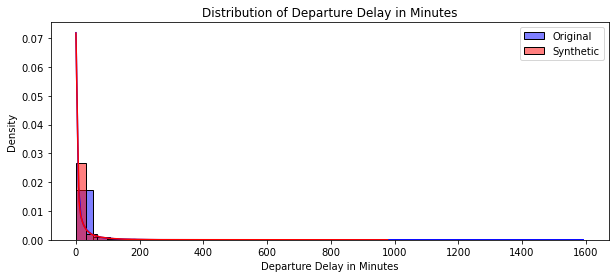 Distribution of Departure Delay in Minutes
Original
Synthetic
Density
0.07
0.06
0.05
0.04
0.03
0.02
0.01
0.00
0 200 400 600 800 1000 1200 1400 1600
Departure Delay in Minutes